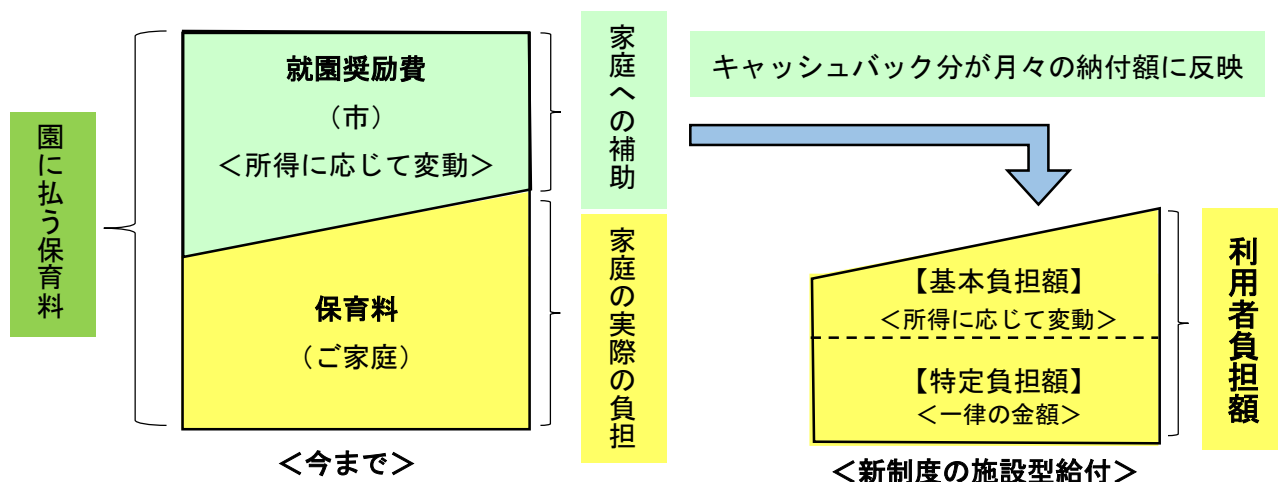 園に払う保育料
就園奨励費
（市）
＜所得に応じて変動＞
保育料
（ご家庭）
＜今まで＞
家庭への補助
家庭の実際の負担
キャッシュバック分が月々の納付額に反映
【基本負担額】
＜所得に応じて変動＞
【特定負担額】
＜一律の金額＞
利用者負担額
＜新制度の施設型給付＞